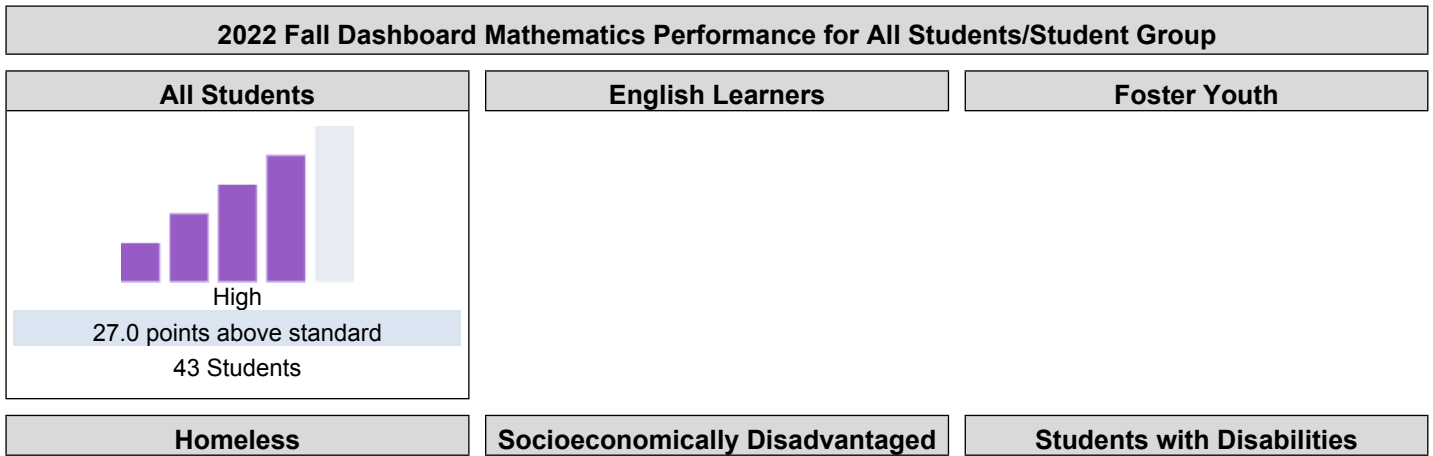 2022 Fall Dashboard Mathematics Performance for All Students/Student Group
All Students
English Learners
Foster Youth
High
27.0 points above standard
43 Students
Homeless
Socioeconomically Disadvantaged
Students with Disabilities